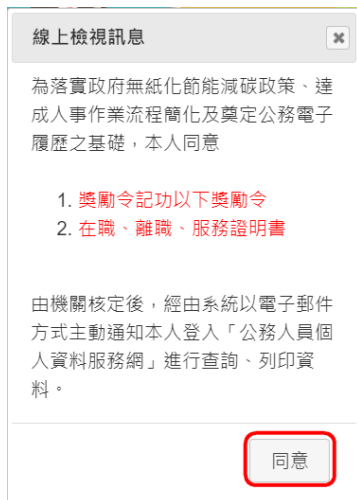 線上檢視訊息
為落實政府無紙化節能減碳政策、達
成人事作業流程簡化及奠定公務電子
履歷之基礎，本人同意
1. 獎勵令記功以下獎勵令
2. 在職、離職、服務證明書
由機關核定後，經由系統以電子郵件
方式主動通知本人登入「公務人員個
人資料服務網」進行查詢、列印資
料。
同意